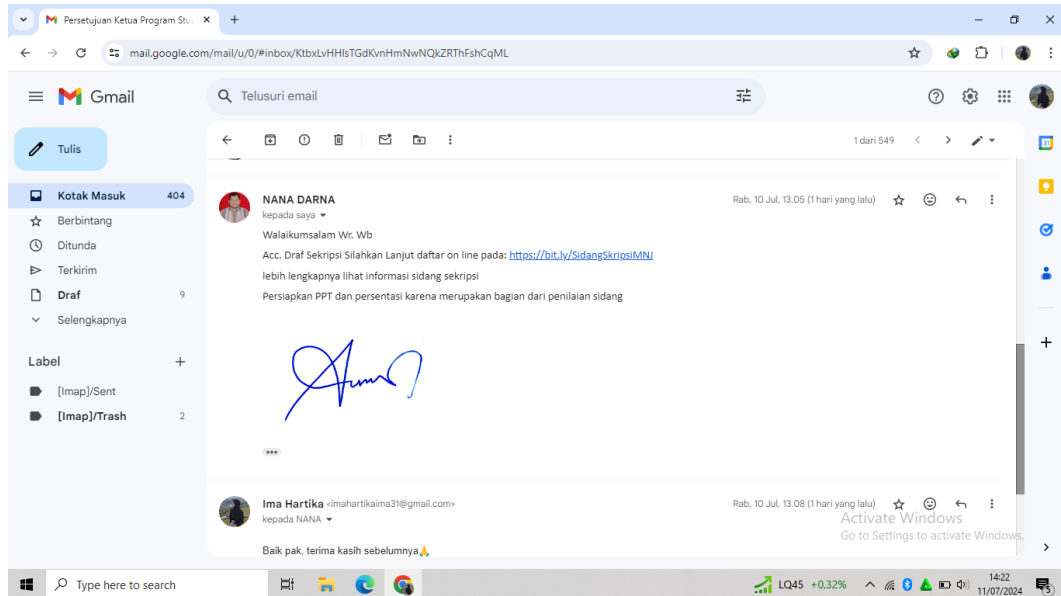 Persetujuan Ketua Program Stu
mail.google.com/mail/u/0/#inbox/KtbxLvHHlsTGdKvnHmNwNQkZRThFshCqML
Gmail
Telusuri email
Tulis
1 dari 549
31
Kotak Masuk 404
Berbintang
Ditunda
Terkirim
Draf 9
Selengkapnya
Label
[Imap]/Sent
[Imap]/Trash 2
NANA DARNA
Rab, 10 Jul, 13.05 (1 hari yang lalu)
kepada saya
Walaikumsalam Wr. Wb
Acc. Draf Sekripsi Silahkan Lanjut daftar on line pada: https://bit.ly/SidangSkripsiMNJ
lebih lengkapnya lihat informasi sidang sekripsi
Persiapkan PPT dan persentasi karena merupakan bagian dari penilaian sidang
Ima Hartika <imahartikaima31@gmail.com>
Rab, 10 Jul, 13.08 (1 hari yang lalu)
kepada NANA
Baik pak, terima kasih sebelumnya🙏
Activate Windows
Go to Settings to activate Windows.
Type here to search
LQ45 +0,32%
14:22
11/07/2024
5